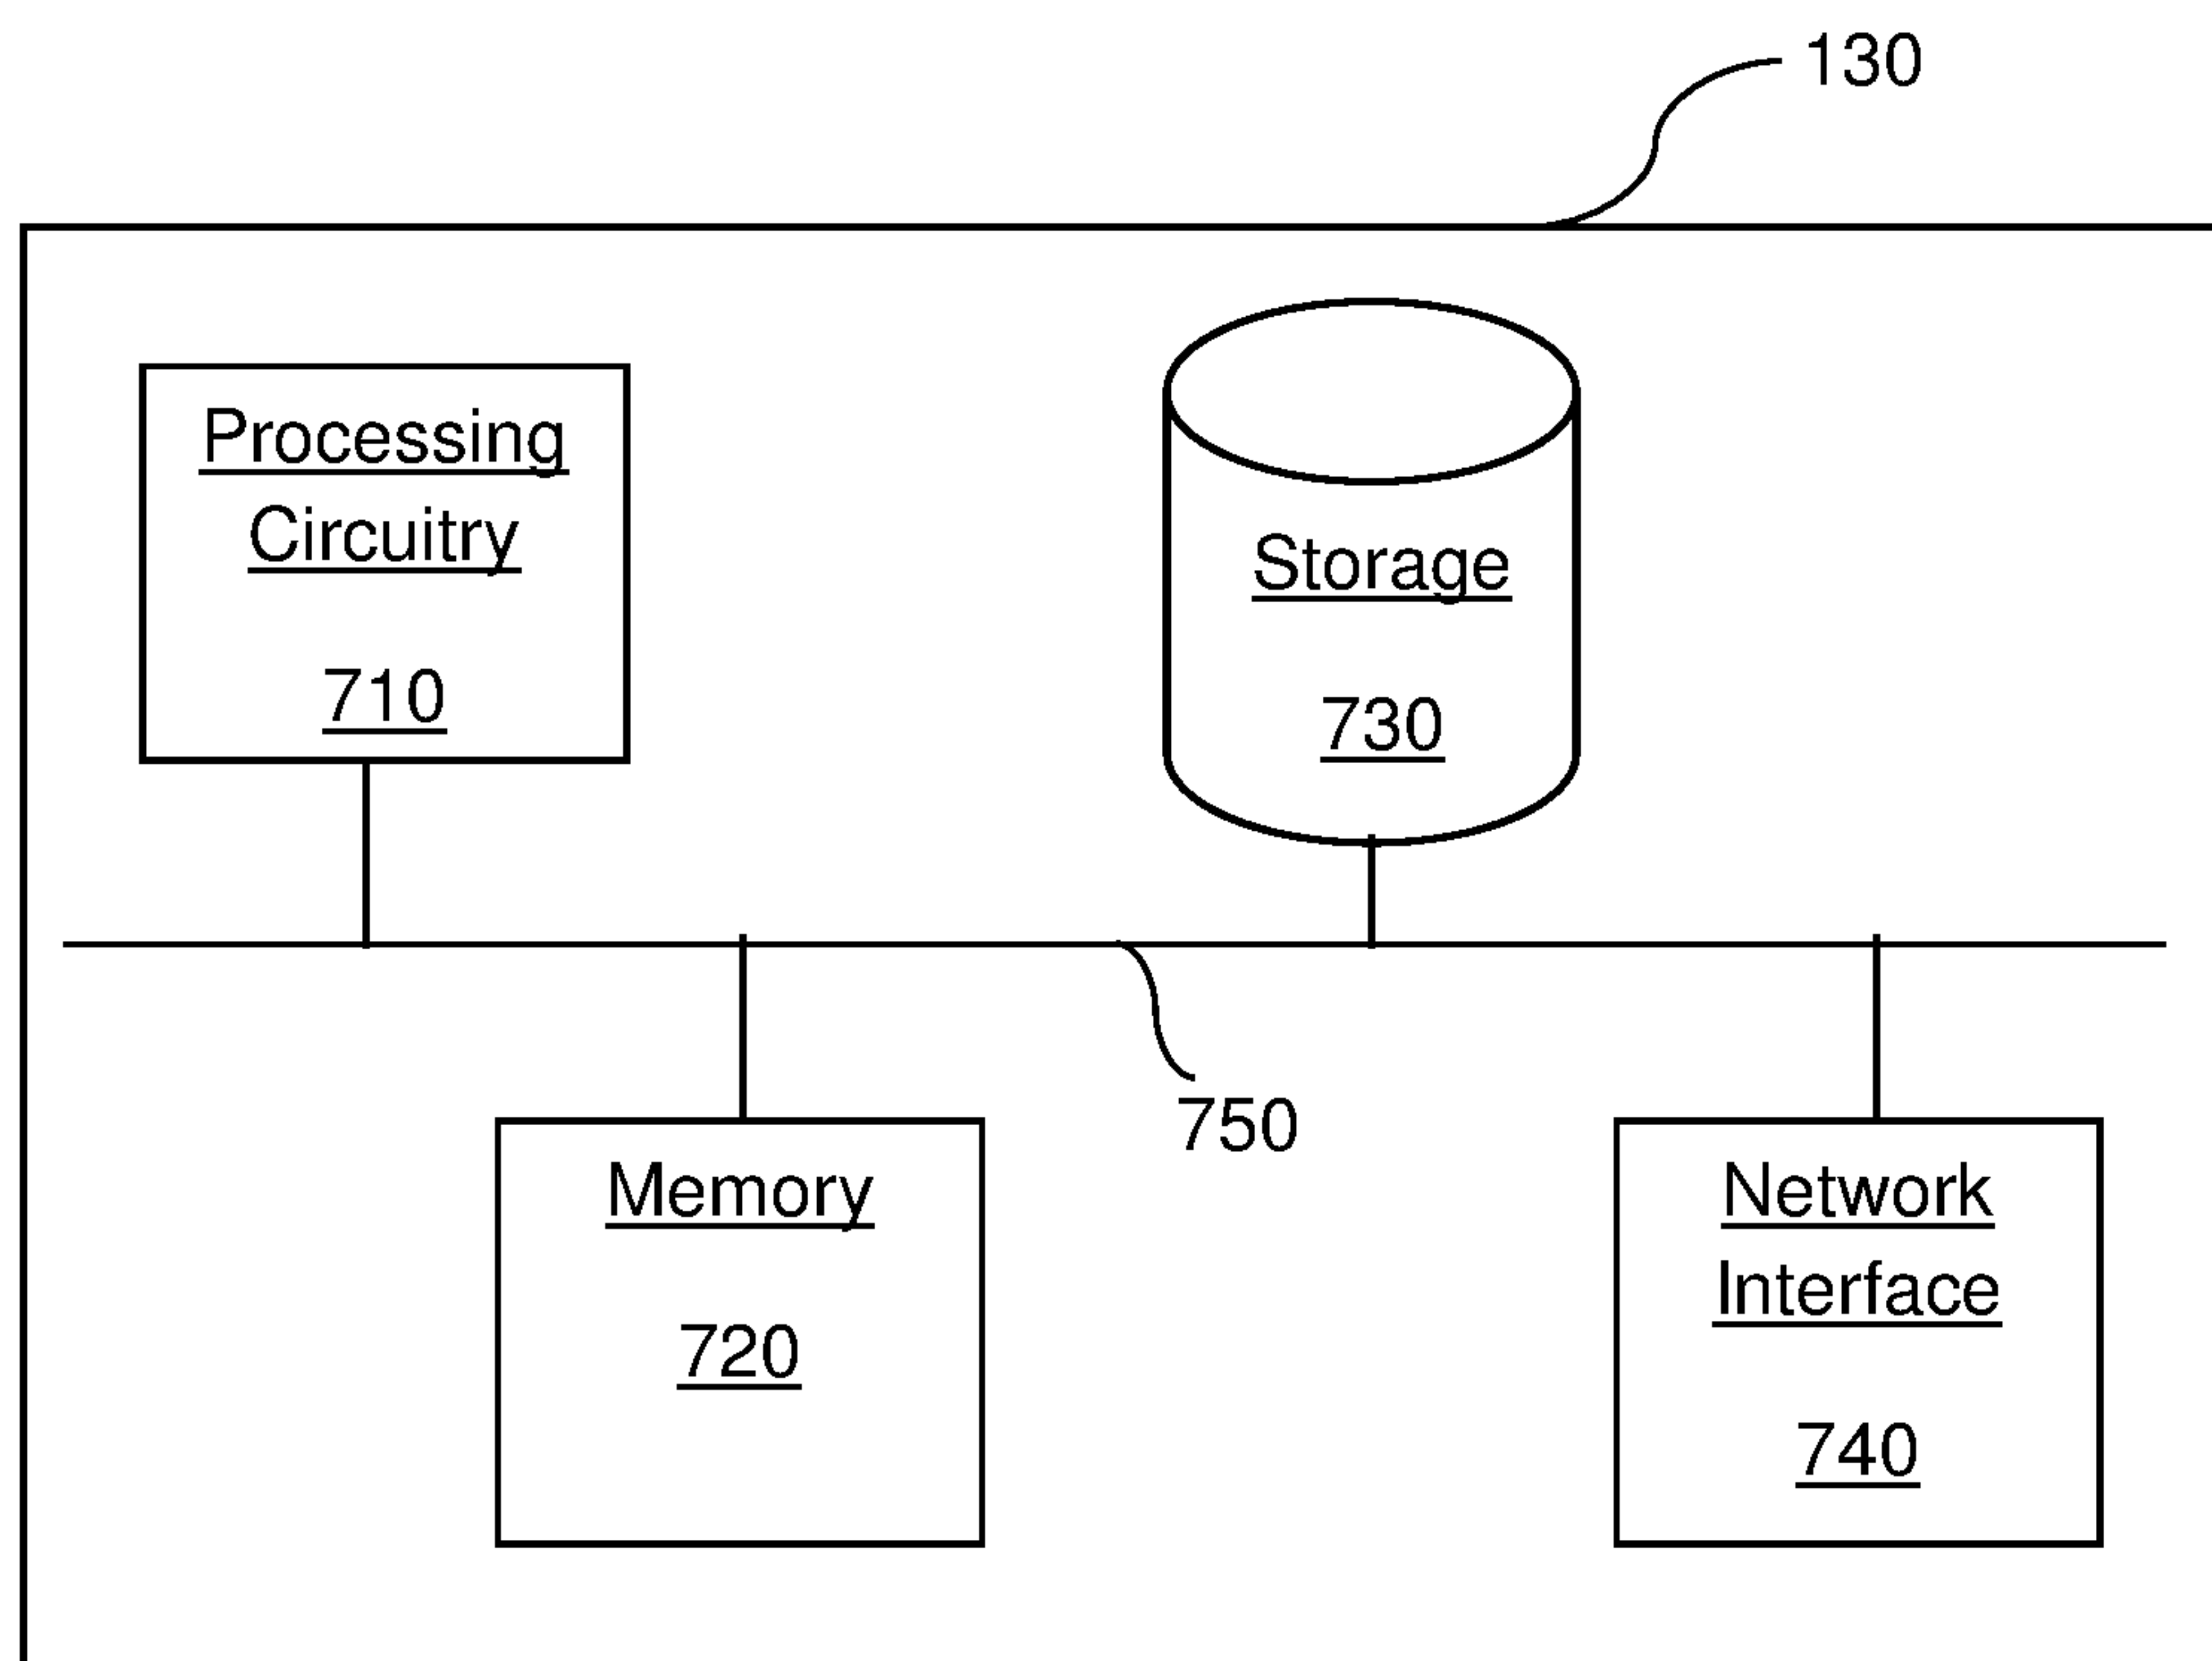 130
Processing
Circuitry
710
Storage
730
750
Memory
720
Network
Interface
740